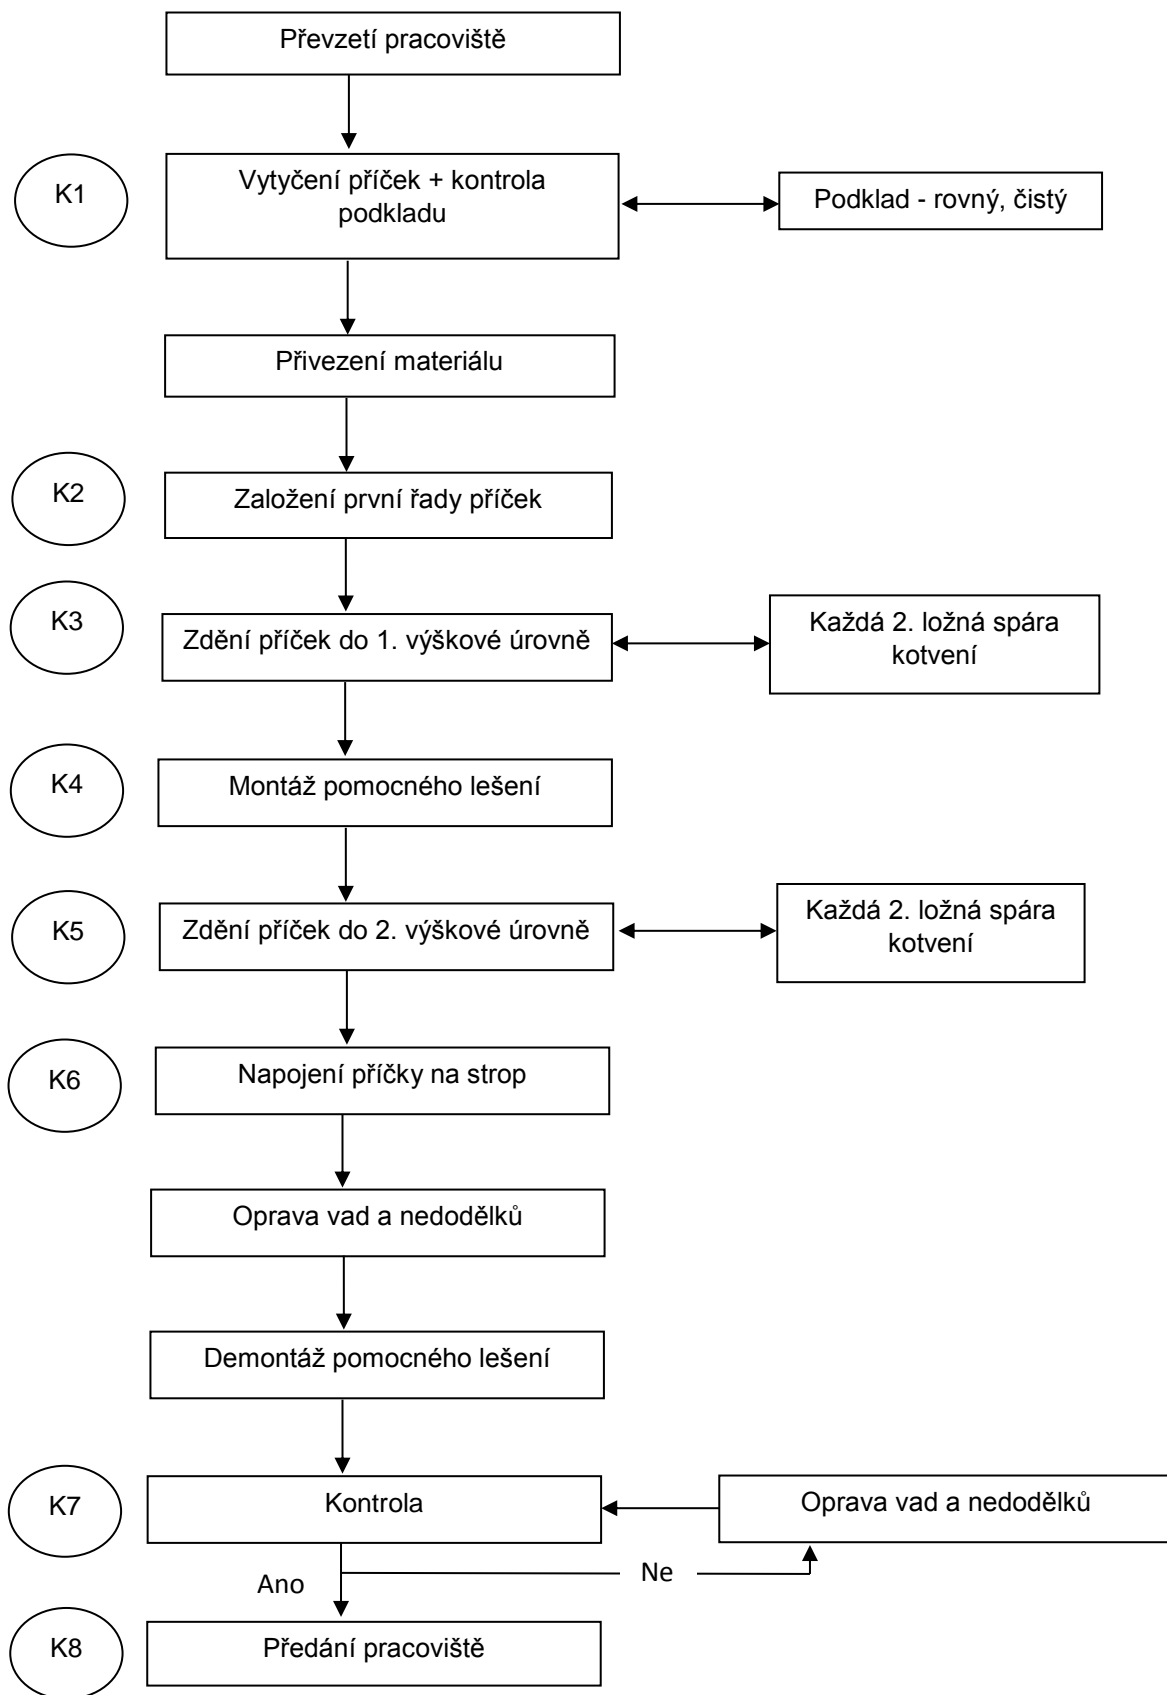 Převzetí pracoviště
K1
Vytyčení příček + kontrola
podkladu
Podklad - rovný, čistý
Přivezení materiálu
K2
Založení první řady příček
K3
Zdění příček do 1. výškové úrovně
Každá 2. ložná spára
kotvení
K4
Montáž pomocného lešení
K5
Zdění příček do 2. výškové úrovně
Každá 2. ložná spára
kotvení
K6
Napojení příčky na strop
Oprava vad a nedodělků
Demontáž pomocného lešení
K7
Kontrola
Oprava vad a nedodělků
Ano
Ne
K8
Předání pracoviště